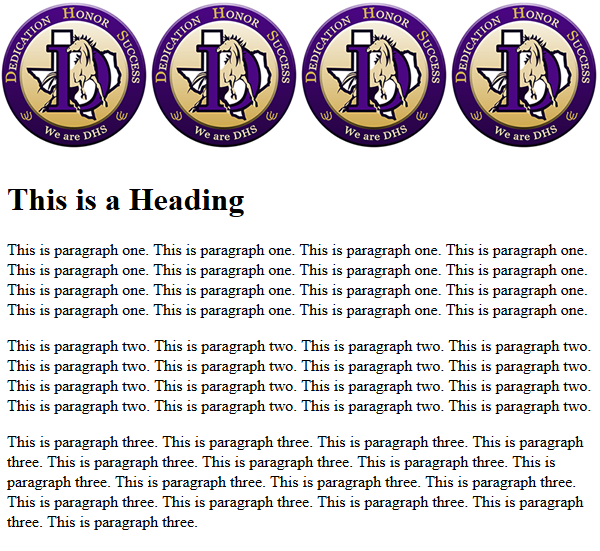 DEDICATION HONOR SUCCESS DEDICATION HONOR SUCCESS DEDICATION HONOR SUCCESS DEDICATION HONOR SUCCESS
D D D D
We are DHS We are DHS We are DHS We are DHS
This is a Heading
This is paragraph one. This is paragraph one. This is paragraph one. This is paragraph one.
This is paragraph one. This is paragraph one. This is paragraph one. This is paragraph one.
This is paragraph one. This is paragraph one. This is paragraph one. This is paragraph one.
This is paragraph one. This is paragraph one. This is paragraph one. This is paragraph one.
This is paragraph two. This is paragraph two. This is paragraph two. This is paragraph two.
This is paragraph two. This is paragraph two. This is paragraph two. This is paragraph two.
This is paragraph two. This is paragraph two. This is paragraph two. This is paragraph two.
This is paragraph two. This is paragraph two. This is paragraph two. This is paragraph two.
This is paragraph three. This is paragraph three. This is paragraph three. This is paragraph
three. This is paragraph three. This is paragraph three. This is paragraph three. This is
paragraph three. This is paragraph three. This is paragraph three. This is paragraph three.
This is paragraph three. This is paragraph three. This is paragraph three. This is paragraph
three. This is paragraph three.